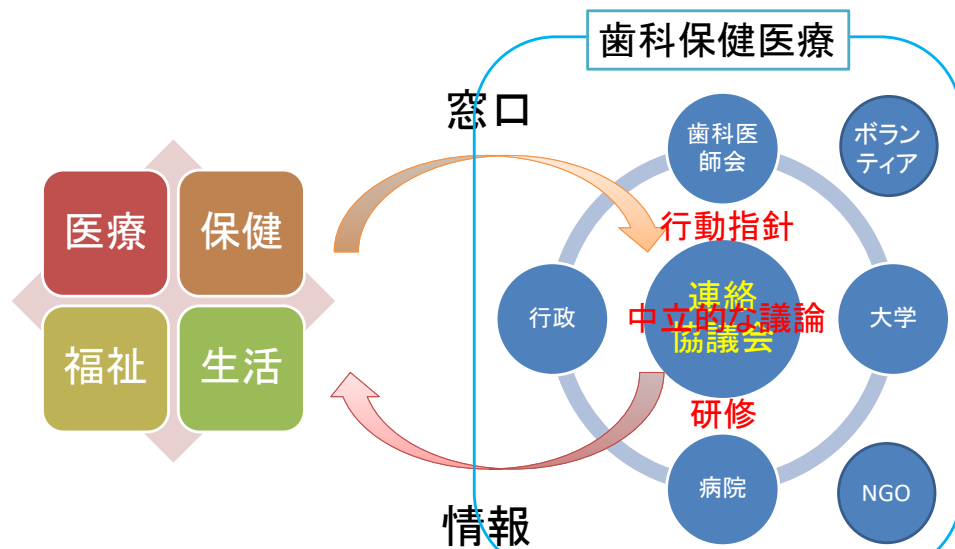 歯科保健医療
窓口
歯科医
師会
ボラン
ティア
医療
保健
行動指針
連絡
協議会
中立的な議論
行政
大学
福祉
生活
研修
病院
NGO
情報